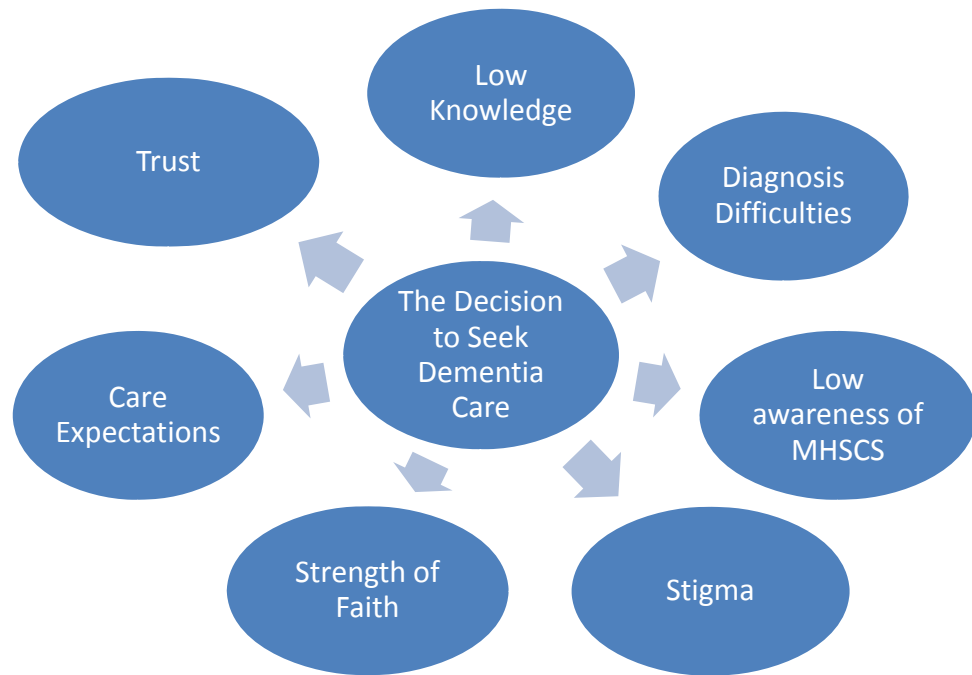 Low
Knowledge
Trust
Diagnosis
Difficulties
The Decision
to Seek
Dementia
Care
Care
Expectations
Low
awareness of
MHSCS
Strength of
Faith
Stigma